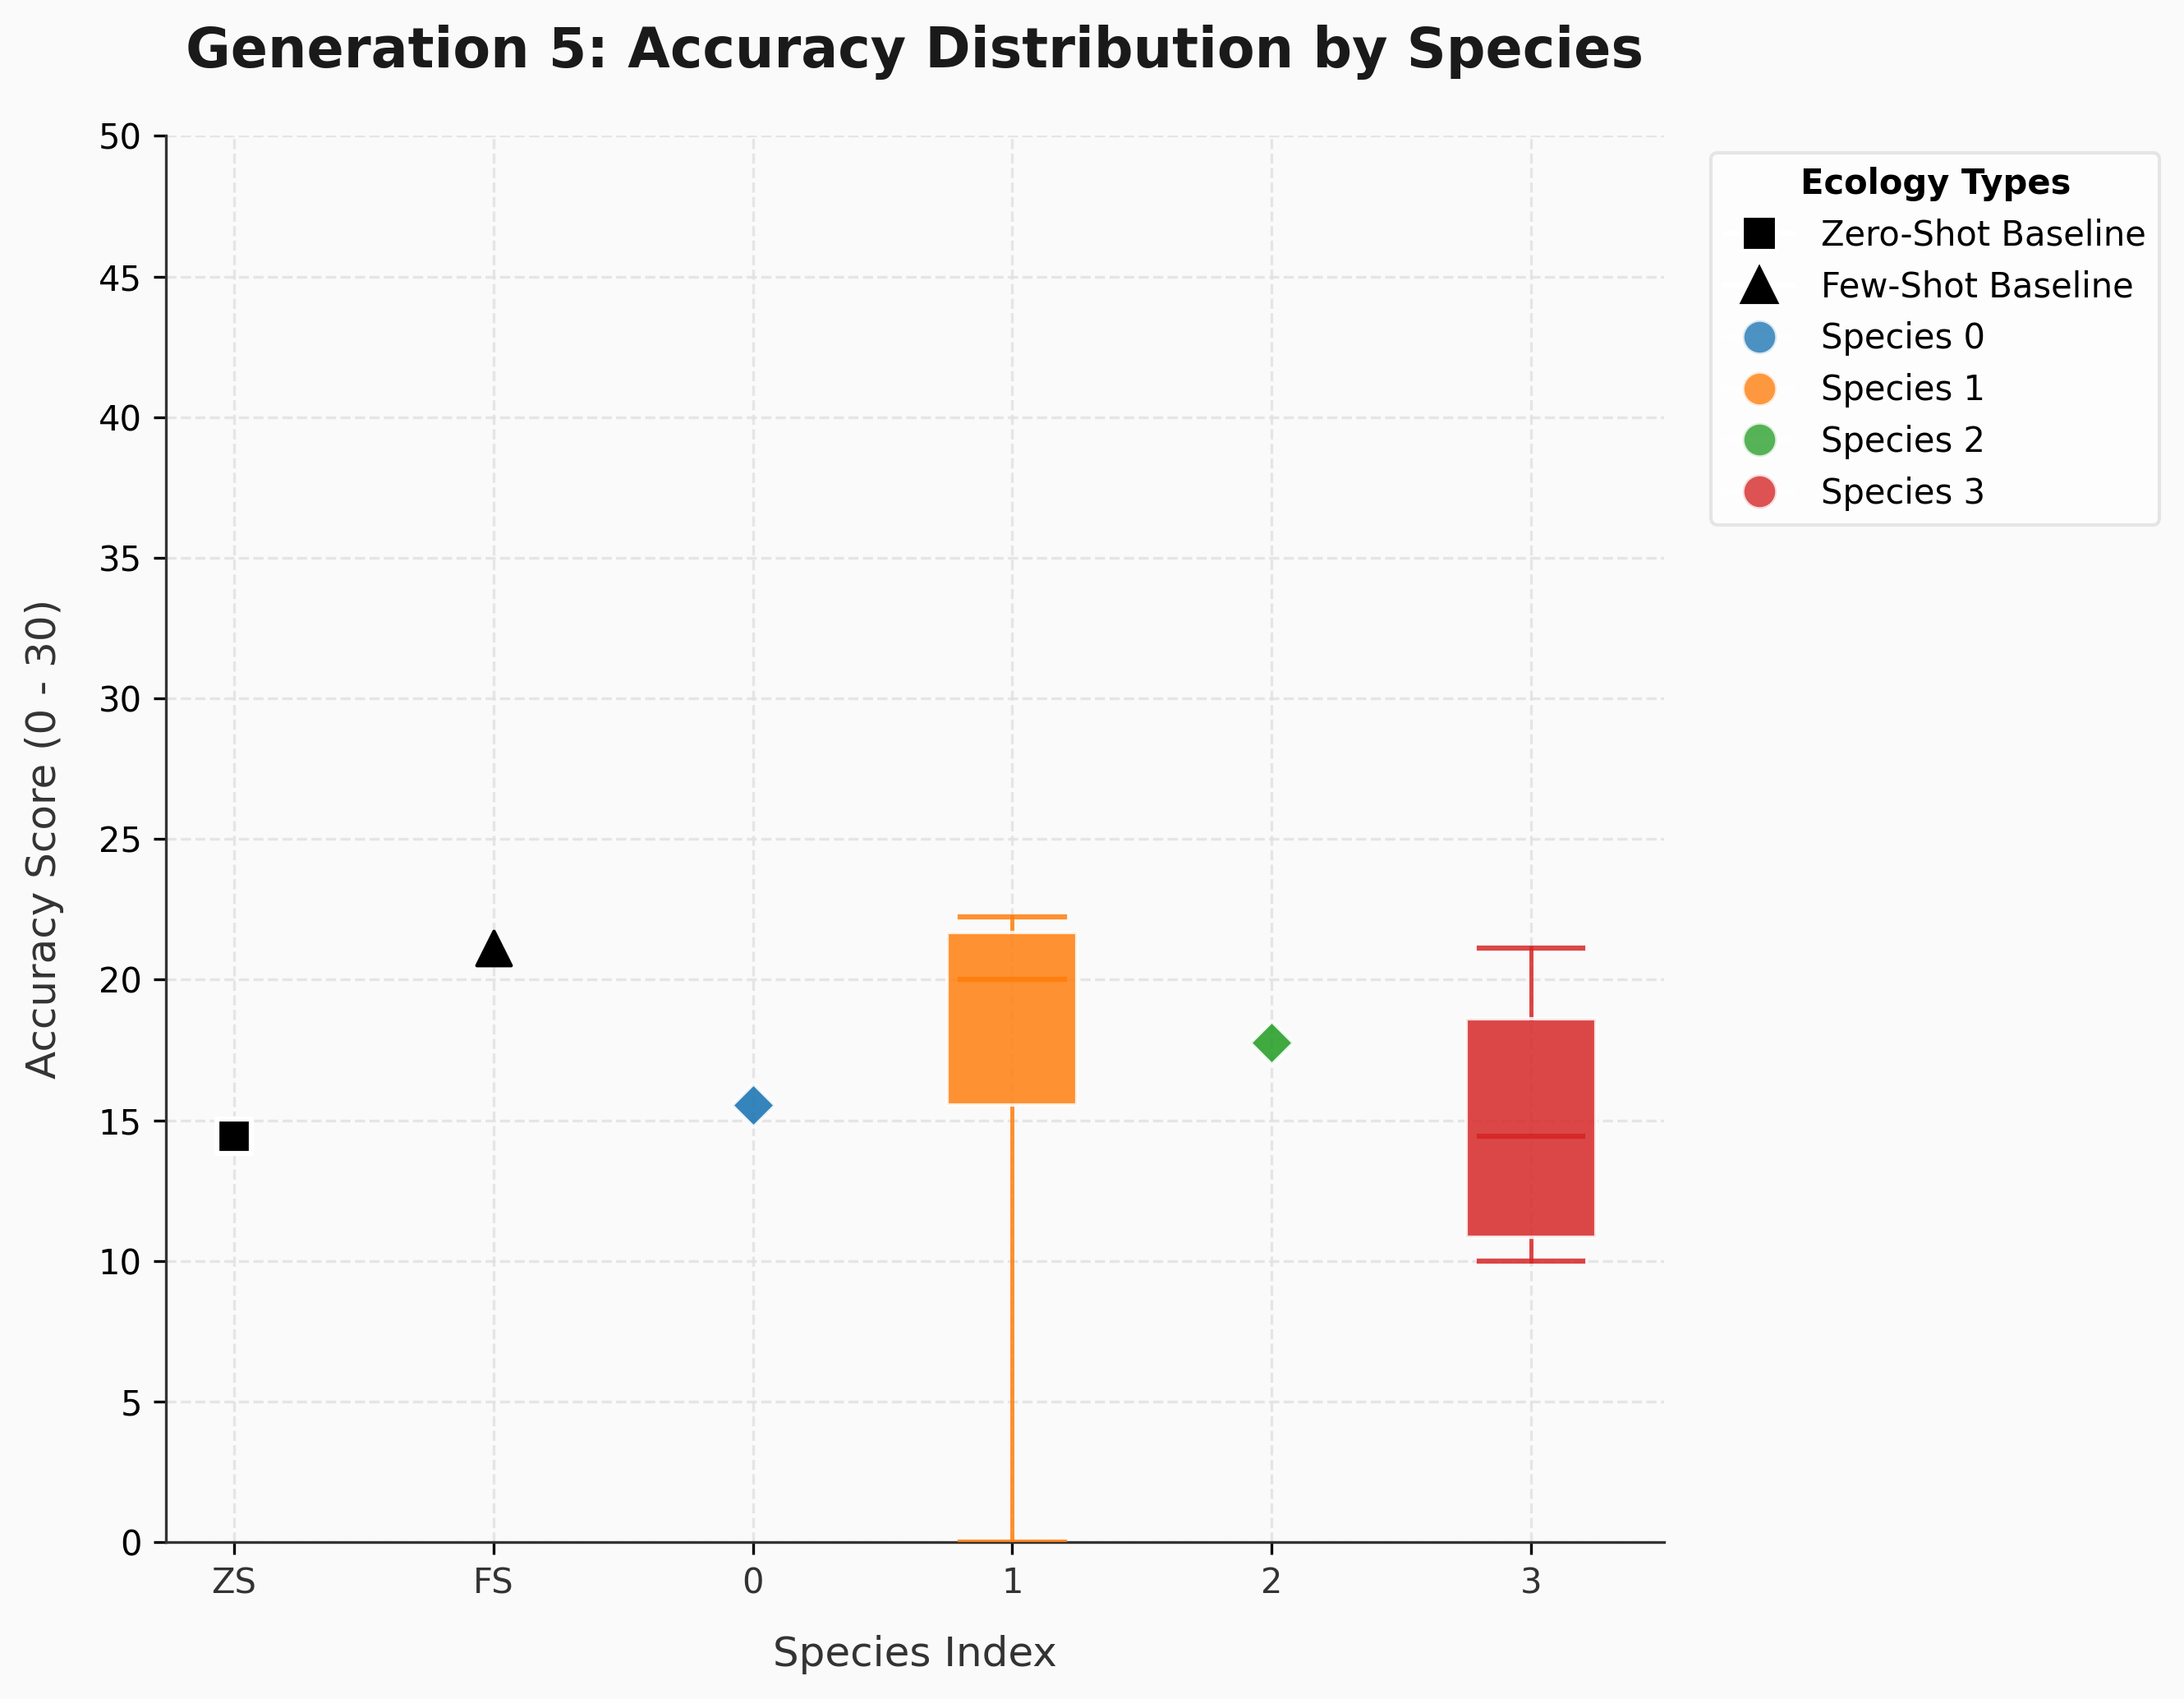 Generation 5: Accuracy Distribution by Species
50
45
40
35
30
25
20
15
10
5
0
Accuracy Score (0 - 30)
ZS
FS
0
1
2
3
Species Index
Ecology Types
Zero-Shot Baseline
Few-Shot Baseline
Species 0
Species 1
Species 2
Species 3